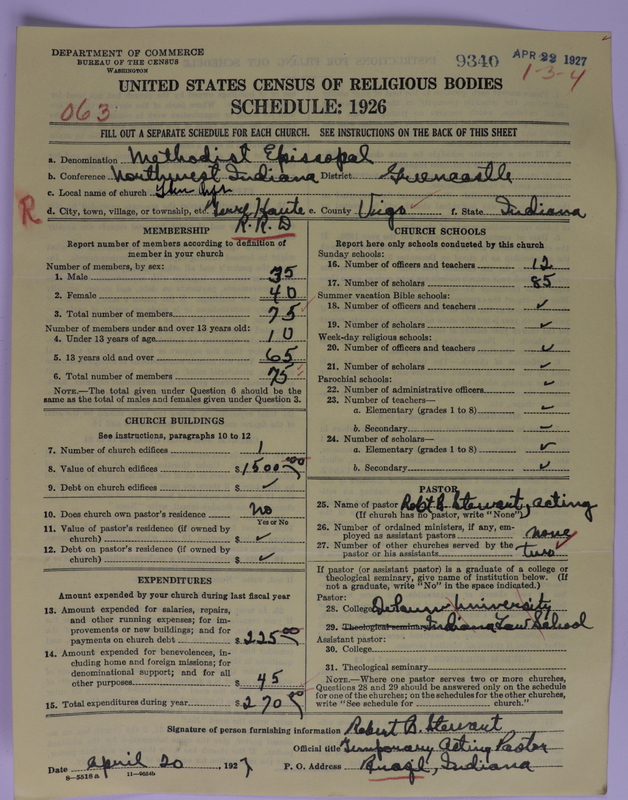 DEPARTMENT OF COMMERCE
BUREAU OF THE CENSUS
WASHINGTON
9340 APR 22 1927
1-3-4
UNITED STATES CENSUS OF RELIGIOUS BODIES
063
SCHEDULE: 1926
FILL OUT A SEPARATE SCHEDULE FOR EACH CHURCH. SEE INSTRUCTIONS ON THE BACK OF THIS SHEET
a. Denomination Methodist Episcopal
b. Conference Northwest Indiana District Greencastle
c. Local name of church
R d. City, town, village, or township, etc. Terre Haute e. County Vigo f. State Indiana
R.R.D
MEMBERSHIP
Report number of members according to definition of
member in your church
Number of members, by sex:
1. Male 35
2. Female 40
3. Total number of members 75
Number of members under and over 13 years old:
4. Under 13 years of age 10
5. 13 years old and over 65
6. Total number of members 75
NOTE.—The total given under Question 6 should be
same as the total of males and females given under Question 3.
CHURCH BUILDINGS
See instructions, paragraphs 10 to 12
7. Number of church edifices 1
8. Value of church edifices $1500.00
9. Debt on church edifices $ ✓
10. Does church own pastor's residence No
Yes or No
11. Value of pastor's residence (if owned by
church) $ ✓
12. Debt on pastor's residence (if owned by
church) $ ✓
EXPENDITURES
Amount expended by your church during last fiscal year
13. Amount expended for salaries, repairs,
and other running expenses; for im-
provements or new buildings; and for
payments on church debt $225.00
14. Amount expended for benevolences, in-
cluding home and foreign missions; for
denominational support; and for all
other purposes 45
15. Total expenditures during year $270.00
CHURCH SCHOOLS
Report here only schools conducted by this church
Sunday schools:
16. Number of officers and teachers 12
17. Number of scholars 85
Summer vacation Bible schools:
18. Number of officers and teachers ✓
19. Number of scholars ✓
Week-day religious schools:
20. Number of officers and teachers ✓
21. Number of scholars ✓
Parochial schools:
22. Number of administrative officers ✓
23. Number of teachers—
a. Elementary (grades 1 to 8) ✓
b. Secondary ✓
24. Number of scholars—
a. Elementary (grades 1 to 8) ✓
b. Secondary ✓
PASTOR
25. Name of pastor Robt B. Stewart, acting
(If church has no pastor, write "None")
26. Number of ordained ministers, if any, em-
ployed as assistant pastors none
27. Number of other churches served by the
pastor or his assistants two
If pastor (or assistant pastor) is a graduate of a college or
theological seminary, give name of institution below. (If
not a graduate, write "No" in the space indicated.)
Pastor:
28. College DePauw University
29. Theological seminary Indiana Law School
Assistant pastor:
30. College
31. Theological seminary
NOTE.—Where one pastor serves two or more churches,
Questions 28 and 29 should be answered only on the schedule
for one of the churches; on the schedules for the other churches,
write "See schedule for church."
Signature of person furnishing information Robert B. Stewart
Official title Temporary Acting Pastor
Date April 20, 1927 P. O. Address Brazil, Indiana
8-5518 a